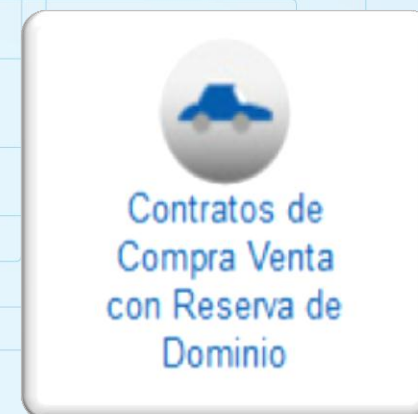 Contratos de
Compra Venta
con Reserva de
Dominio